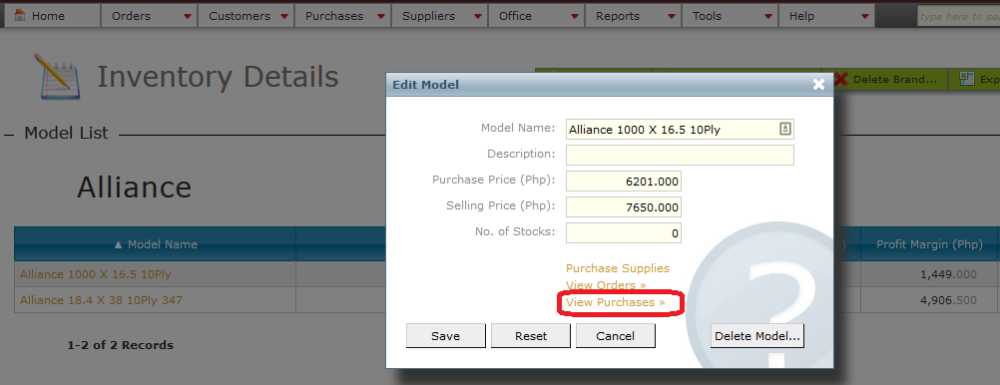 Home Orders Customers Purchases Suppliers Office Reports Tools Help type here to se
Inventory Details
Delete Brand... Exp
Edit Model
Model List
Model Name: Alliance 1000 X 16.5 10Ply
Description:
Purchase Price (Php): 6201.000
Selling Price (Php): 7650.000
No. of Stocks: 0
Alliance
▲ Model Name ) Profit Margin (Php)
Alliance 1000 X 16.5 10Ply 1,449.000
Alliance 18.4 X 38 10Ply 347 4,906.500
1-2 of 2 Records
Purchase Supplies
View Orders »
View Purchases »
Save Reset Cancel Delete Model...